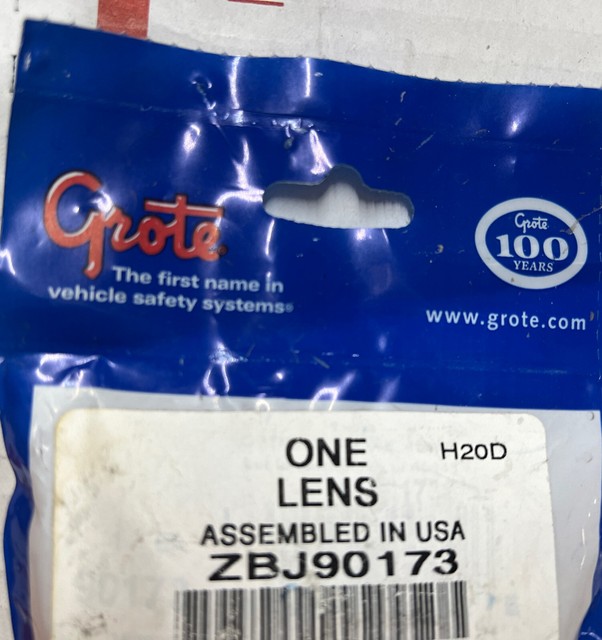 Grote
The first name in
vehicle safety systems®
Grote
100
YEARS
www.grote.com
ONE
H20D
LENS
ASSEMBLED IN USA
ZBJ90173